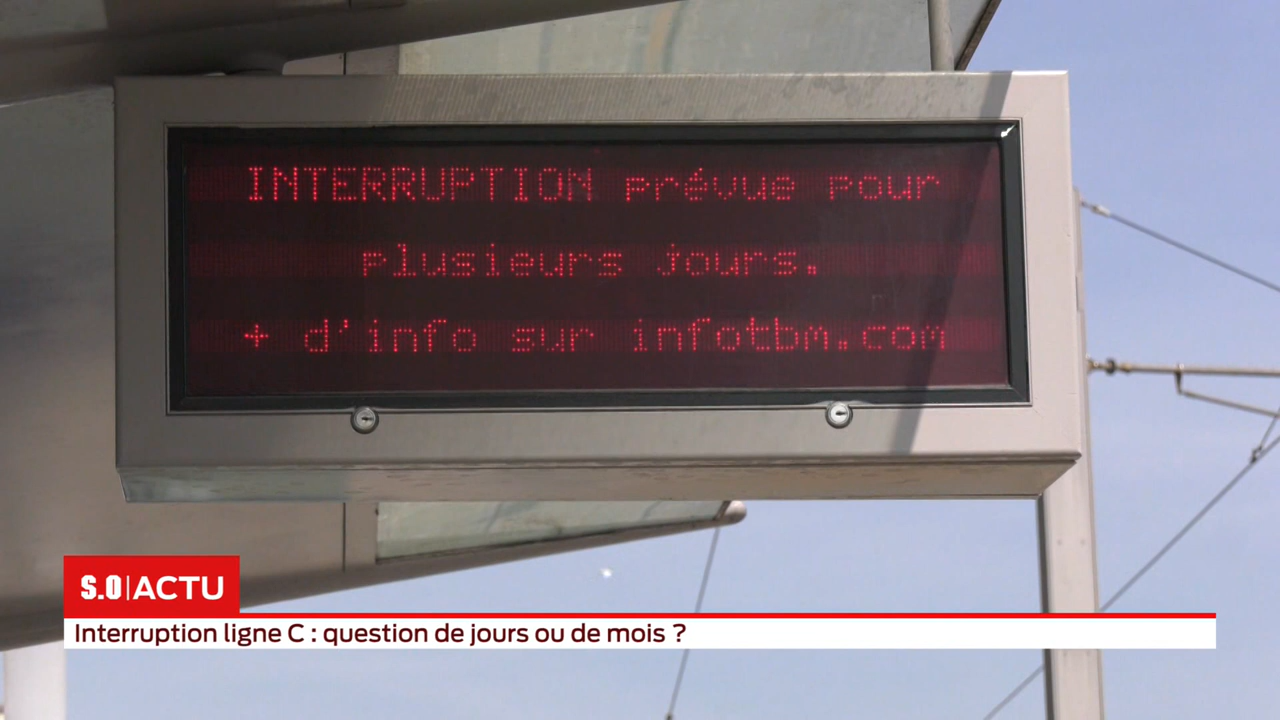 INTERRUPTION prévue pour
plusieurs jours.
+ d'info sur infotbm.com
S.O|ACTU
Interruption ligne C : question de jours ou de mois ?